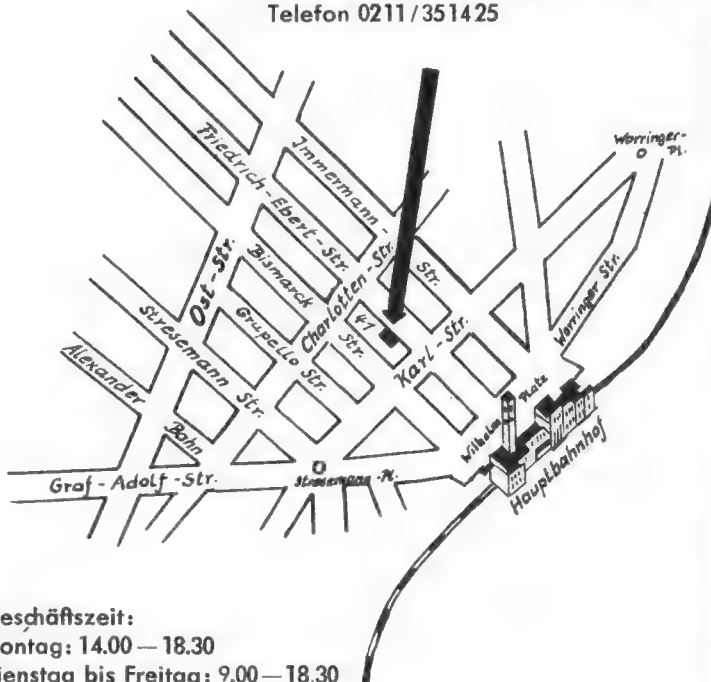 Telefon 0211/351425
Worringer-
Pl.
Immermann-
Str.
Friedrich-Ebert-Str.
Charlotten-Str.
Ost-Str.
Bismarck
Str.
41
Karl-Str.
Worringer Str.
Grupello Str.
Stresemann Str.
Alexander
Bahn
Wilhelm Platz
Graf-Adolf-Str.
Stresemann-Pl.
Hauptbahnhof
eschäftszeit:
ontag: 14.00 — 18.30
ienstag bis Freitag: 9.00 — 18.30